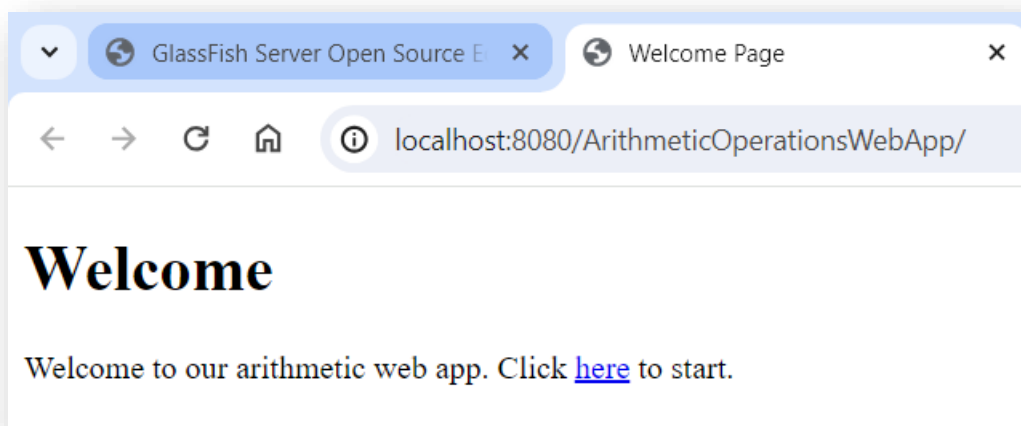 GlassFish Server Open Source E
Welcome Page
localhost:8080/ArithmeticOperationsWebApp/
Welcome
Welcome to our arithmetic web app. Click here to start.